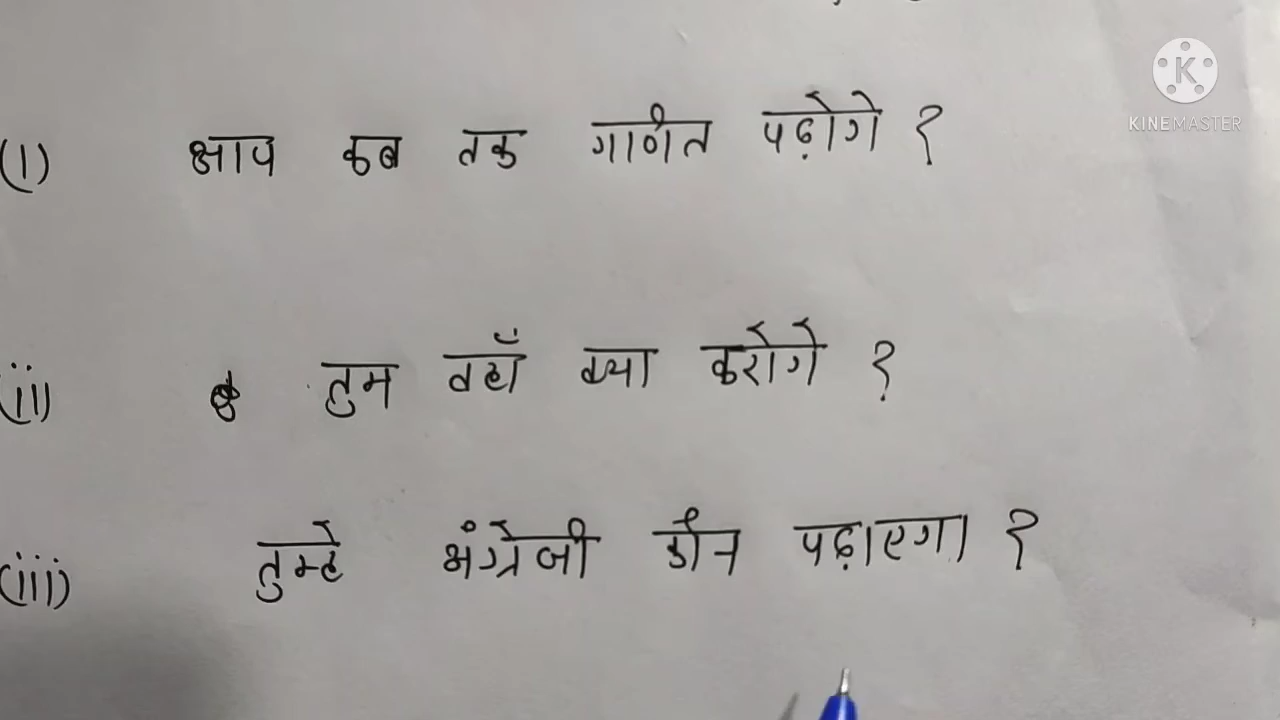 KINEMASTER
(i) आप कब तक गणित पढ़ोगे ?
(ii) तुम वहाँ क्या करोगे ?
(iii) तुम्हे अंग्रेजी कौन पढ़ाएगा ?